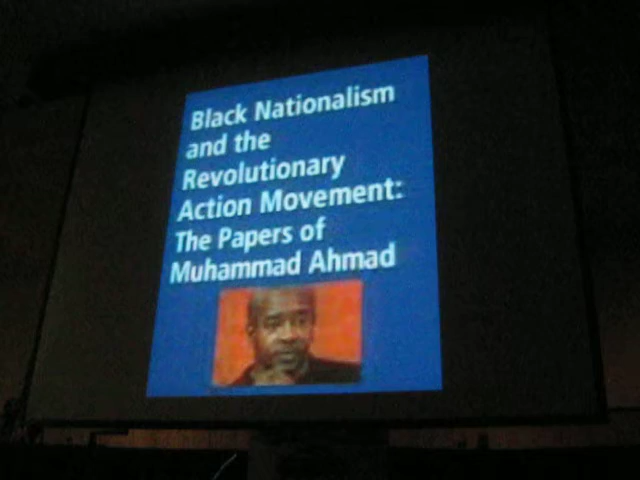 Black Nationalism
and the
Revolutionary
Action Movement:
The Papers of
Muhammad Ahmad